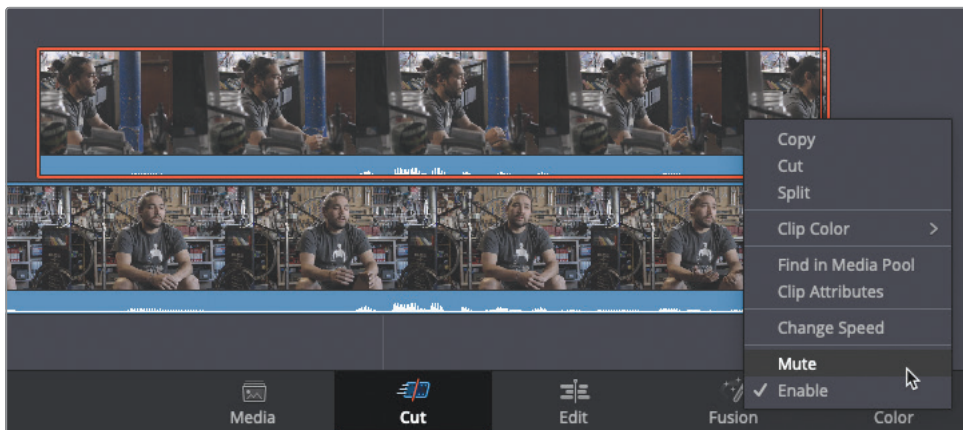 Copy
Cut
Split
Clip Color
Find in Media Pool
Clip Attributes
Change Speed
Mute
Enable
Media
Cut
Edit
Fusion
Color